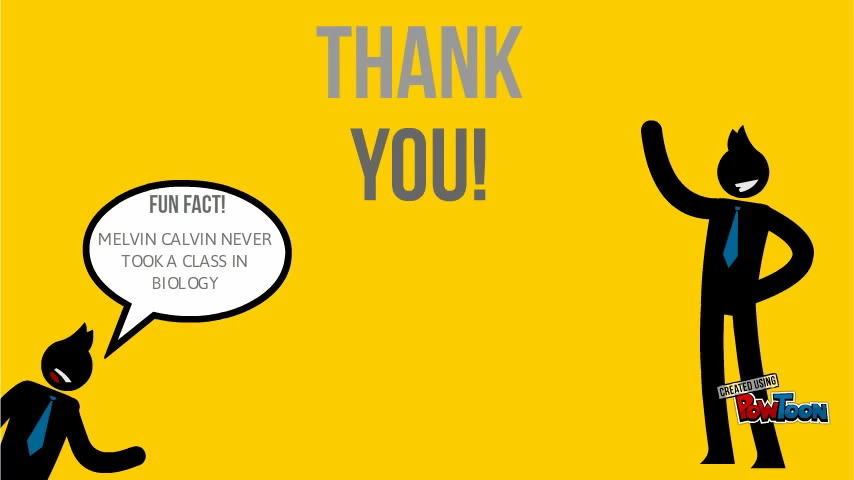 THANK
YOU!
FUN FACT!
MELVIN CALVIN NEVER
TOOK A CLASS IN
BIOLOGY
CREATED USING
POWTOON